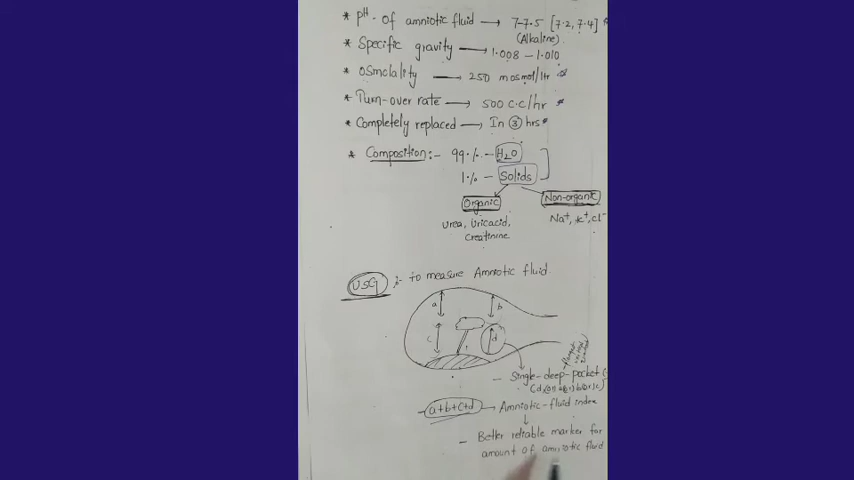 * pH of amniotic fluid → 7-7.5 [7.2, 7.4] *
(Alkaline)
* Specific gravity → 1.008 - 1.010
* osmolality → 250 mosmol/ltr *
* Turn-over rate → 500 c.c/hr *
* Completely replaced → In ③ hrs *
* Composition:- 99.% - H2O
1.% - Solids
Organic Non-organic
Urea, Uricacid, Na+, K+, Cl-
Creatinine
USG :- to measure Amniotic fluid.
a b
c d
- Single-deep-pocket (
- a+b+c+d → Amniotic-fluid index
↓
- Better reliable marker for
amount of amniotic fluid